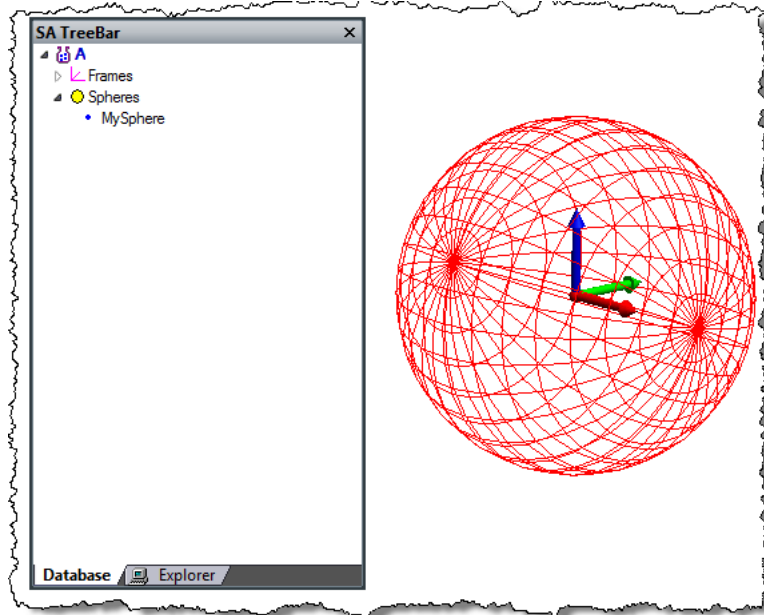 SA TreeBar
A
Frames
Spheres
MySphere
Database Explorer